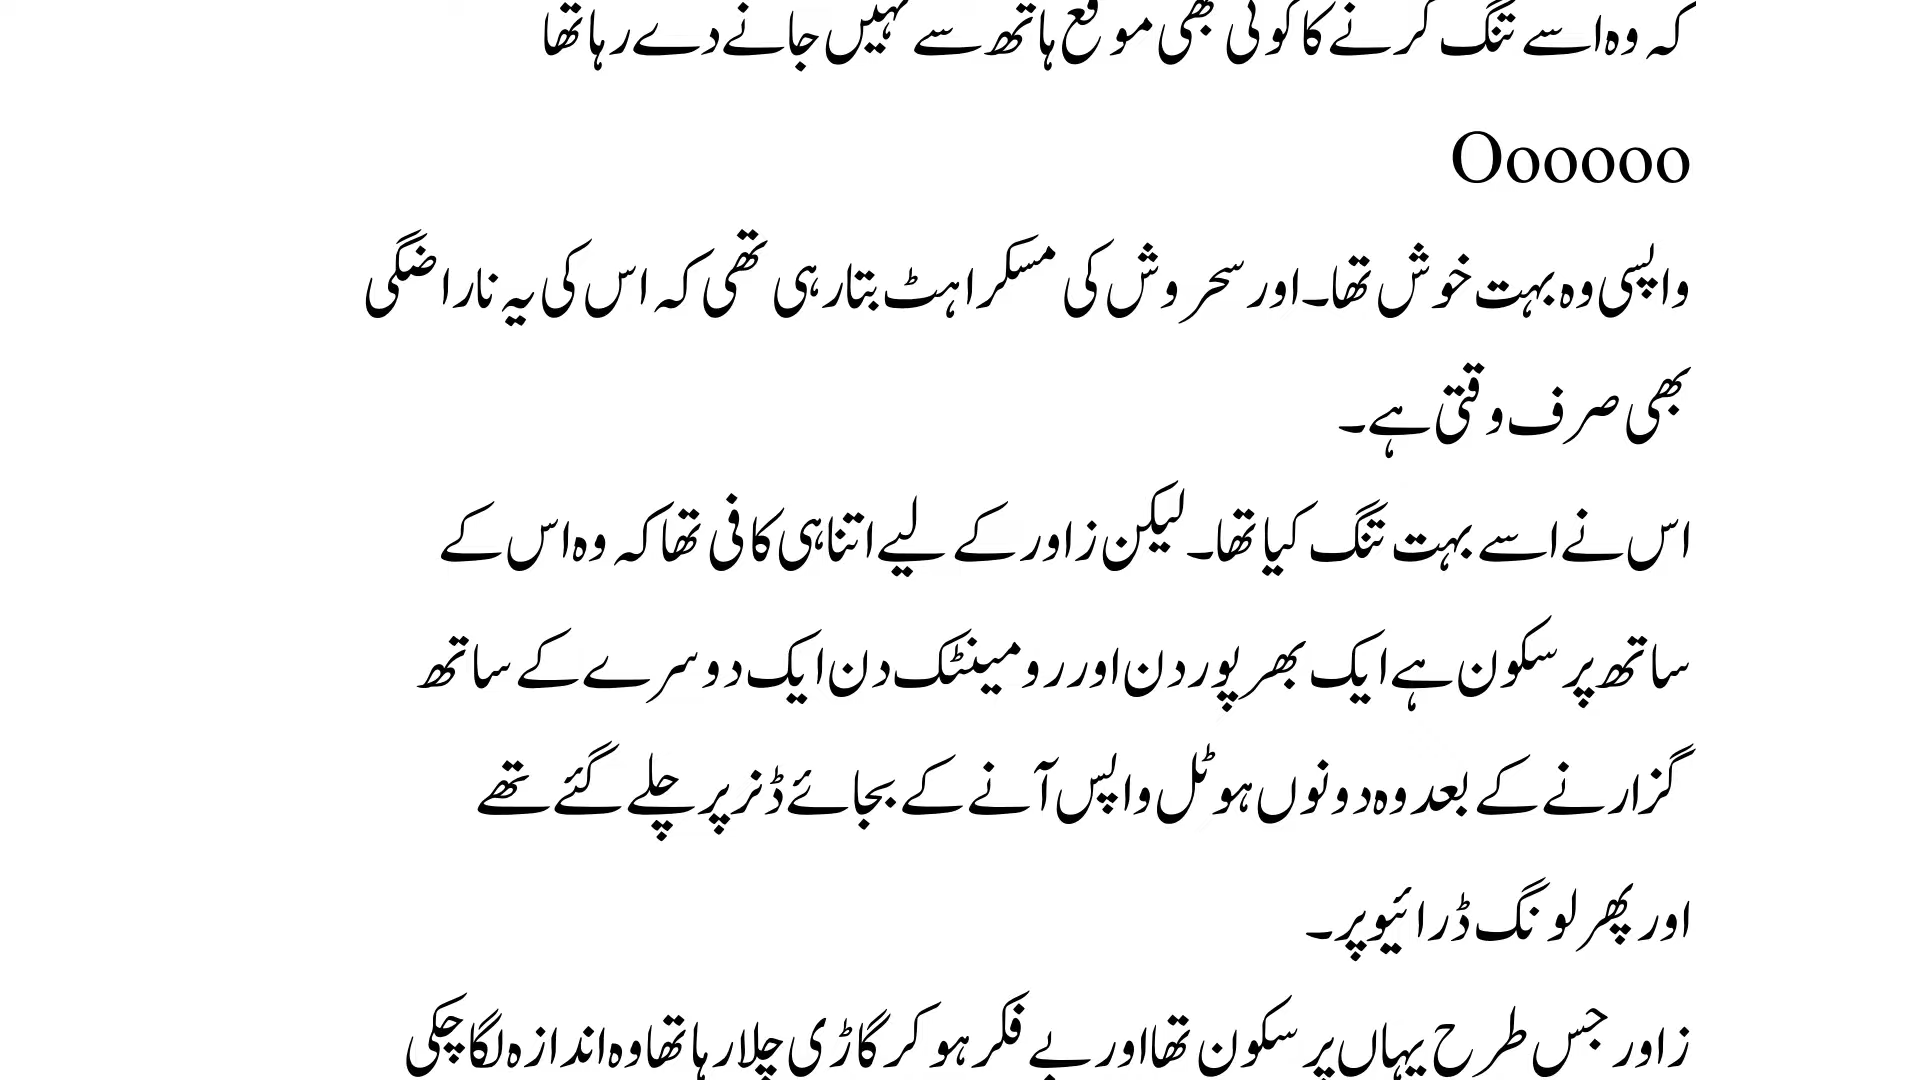 کہ وہ اسے تنگ کرنے کا کوئی بھی موقع ہاتھ سے نہیں جانے دے رہا تھا
Oooooo
واپسی وہ بہت خوش تھا۔ اور سحروش کی مسکراہٹ بتا رہی تھی کہ اس کی یہ ناراضگی
بھی صرف وقتی ہے۔
اس نے اسے بہت تنگ کیا تھا۔ لیکن زاور کے لیے اتنا ہی کافی تھا کہ وہ اس کے
ساتھ پر سکون ہے ایک بھر پور دن اور رومینٹک دن ایک دوسرے کے ساتھ
گزارنے کے بعد وہ دونوں ہوٹل واپس آنے کے بجائے ڈنر پر چلے گئے تھے
اور پھر لونگ ڈرائیو پر۔
زاور جس طرح یہاں پر سکون تھا اور بے فکر ہو کر گاڑی چلا رہا تھا وہ اندازہ لگا چکی